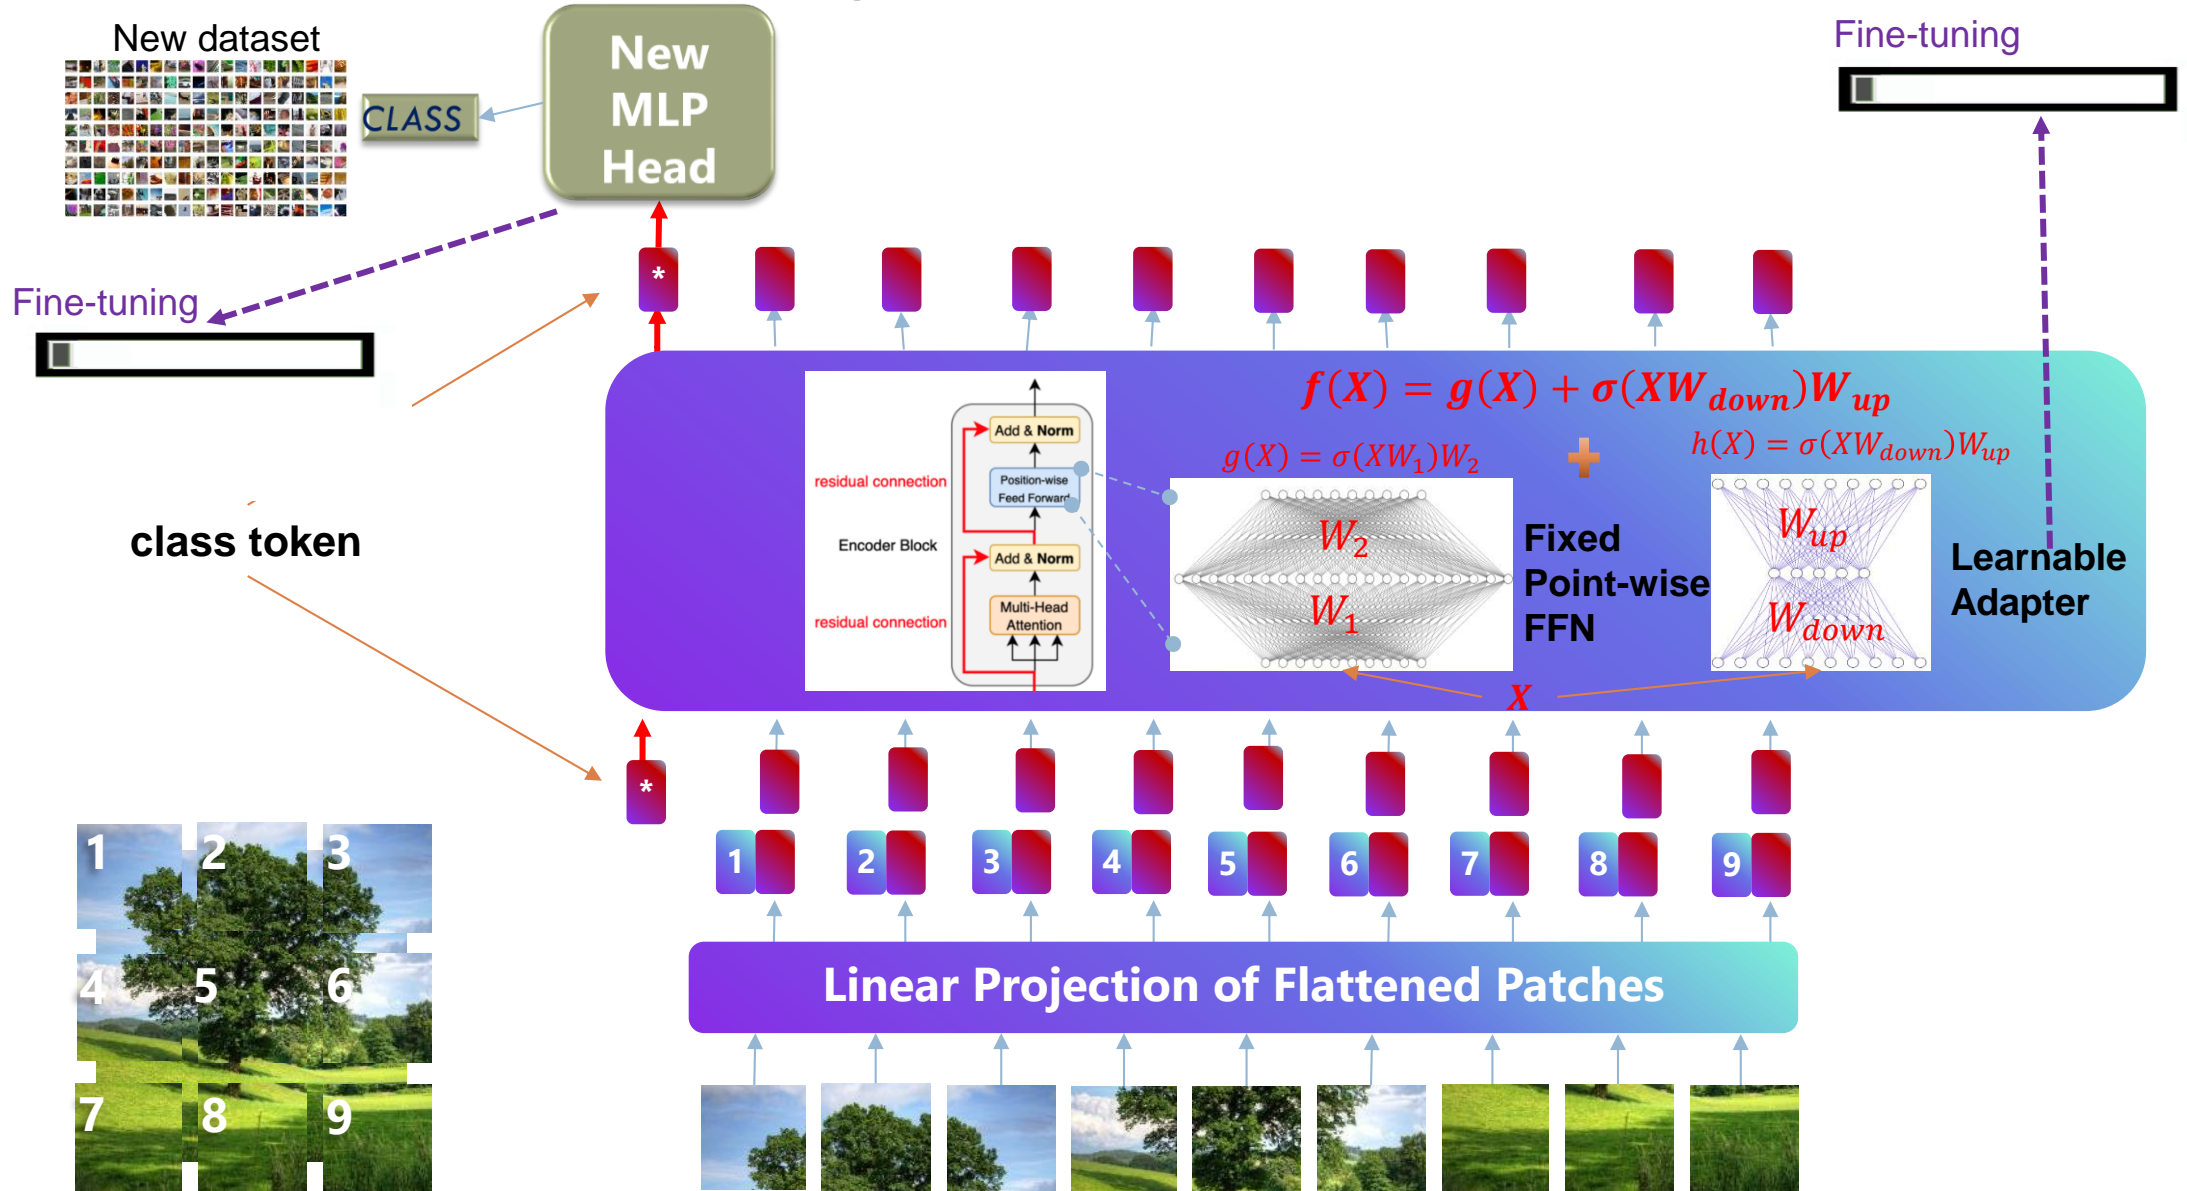 New dataset
New
MLP
Head
CLASS
Fine-tuning
Fine-tuning
*
f(X) = g(X) + σ(XW_down)W_up
g(X) = σ(XW_1)W_2
h(X) = σ(XW_down)W_up
Add & Norm
residual connection
Position-wise
Feed Forward
Encoder Block
Add & Norm
Multi-Head
Attention
residual connection
W_2
W_1
Fixed
Point-wise
FFN
W_up
W_down
Learnable
Adapter
X
class token
*
1 2 3
4 5 6
7 8 9
1 2 3 4 5 6 7 8 9
Linear Projection of Flattened Patches